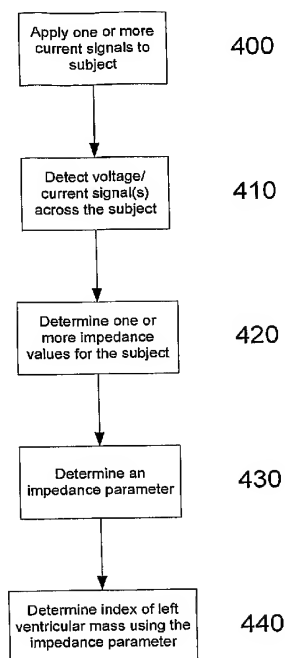 Apply one or more
current signals to
subject
400
Detect voltage/
current signal(s)
across the subject
410
Determine one or
more impedance
values for the subject
420
Determine an
impedance parameter
430
Determine index of left
ventricular mass using the
impedance parameter
440